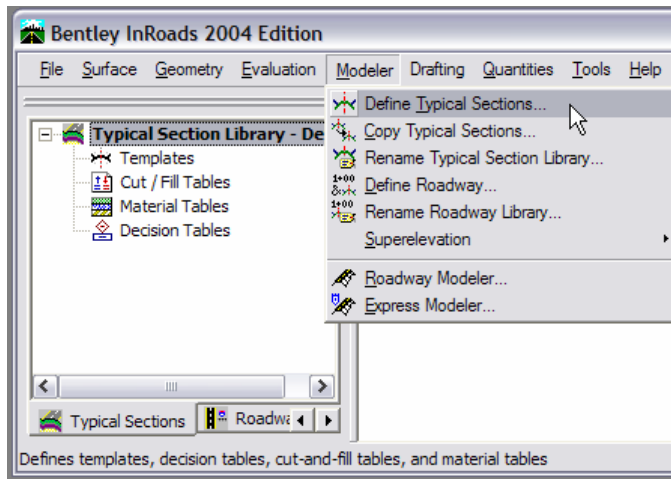 Bentley InRoads 2004 Edition
File Surface Geometry Evaluation Modeler Drafting Quantities Tools Help
Define Typical Sections...
Copy Typical Sections...
Rename Typical Section Library...
Define Roadway...
Rename Roadway Library...
Superelevation
Roadway Modeler...
Express Modeler...
Typical Section Library - De
Templates
Cut / Fill Tables
Material Tables
Decision Tables
Typical Sections Roadwa
Defines templates, decision tables, cut-and-fill tables, and material tables